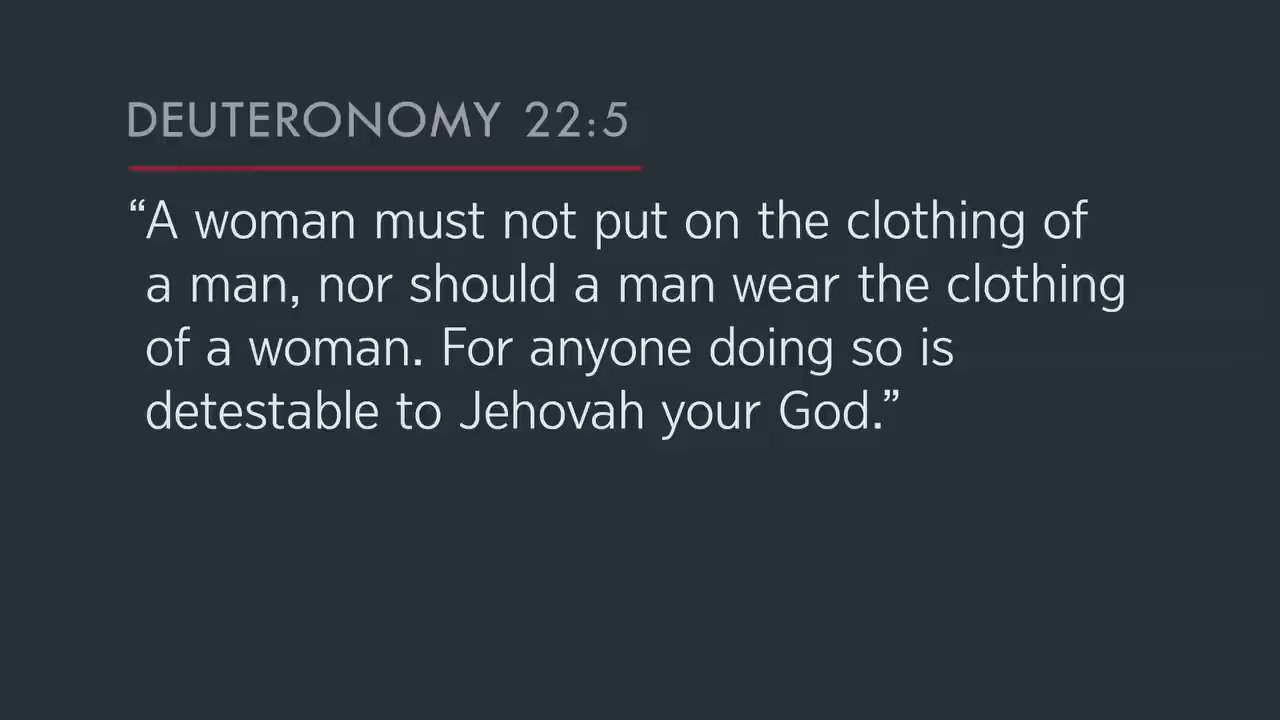 DEUTERONOMY 22:5
“A woman must not put on the clothing of
a man, nor should a man wear the clothing
of a woman. For anyone doing so is
detestable to Jehovah your God.”